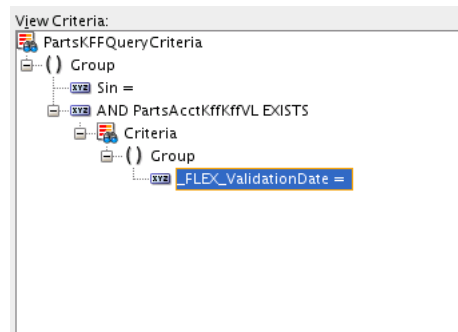 View Criteria:
PartsKFFQueryCriteria
( ) Group
XYZ Sin =
XYZ AND PartsAcctKffKffVL EXISTS
Criteria
( ) Group
XYZ _FLEX_ValidationDate =